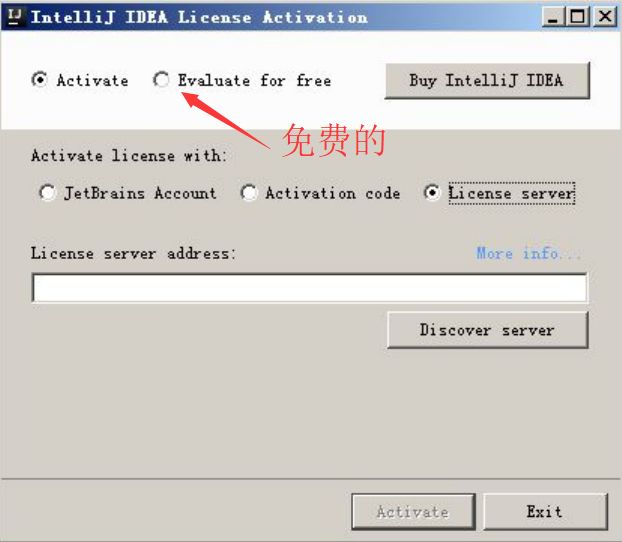 IntelliJ IDEA License Activation
Activate Evaluate for free Buy IntelliJ IDEA
免费的
Activate license with:
JetBrains Account Activation code License server
License server address: More info...
Discover server
Activate Exit